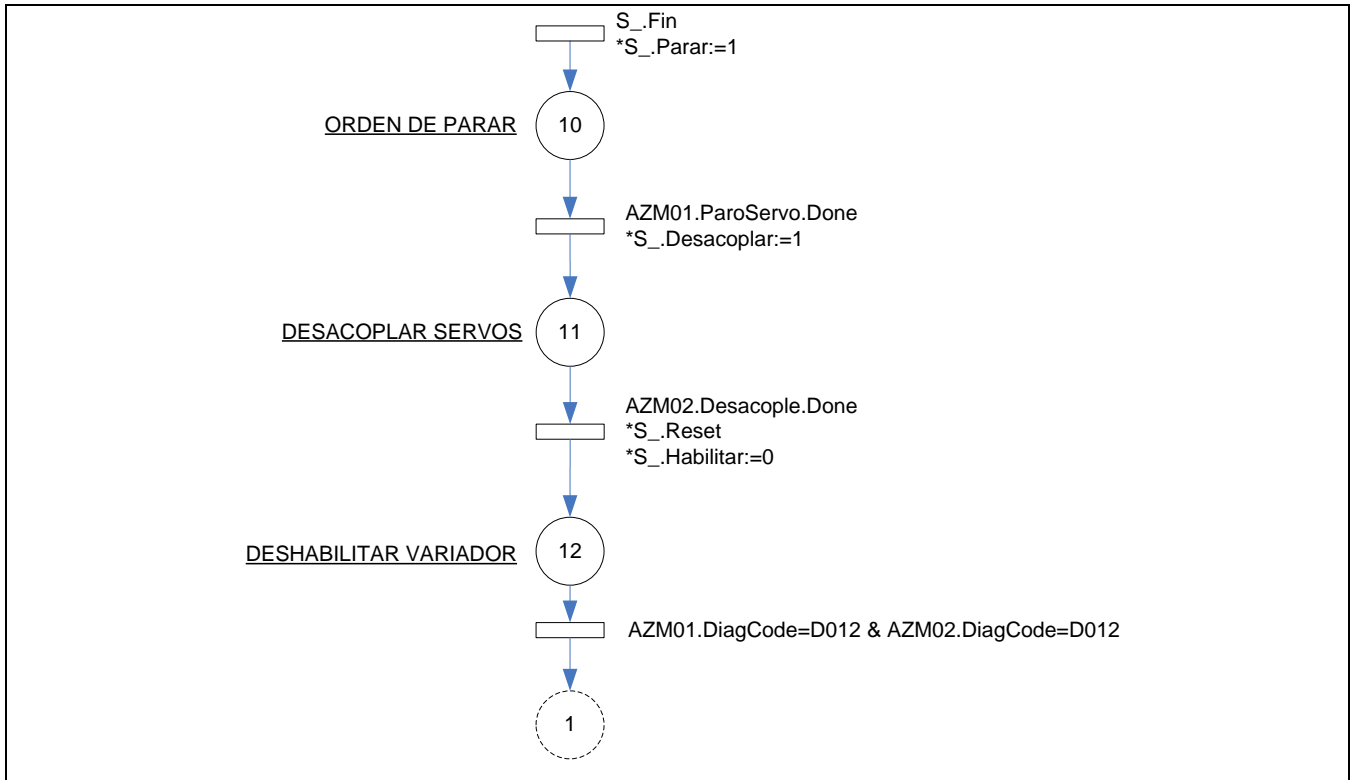 S_.Fin
*S_.Parar:=1
ORDEN DE PARAR
10
AZM01.ParoServo.Done
*S_.Desacoplar:=1
DESACOPLAR SERVOS
11
AZM02.Desacople.Done
*S_.Reset
*S_.Habilitar:=0
DESHABILITAR VARIADOR
12
AZM01.DiagCode=D012 & AZM02.DiagCode=D012
1